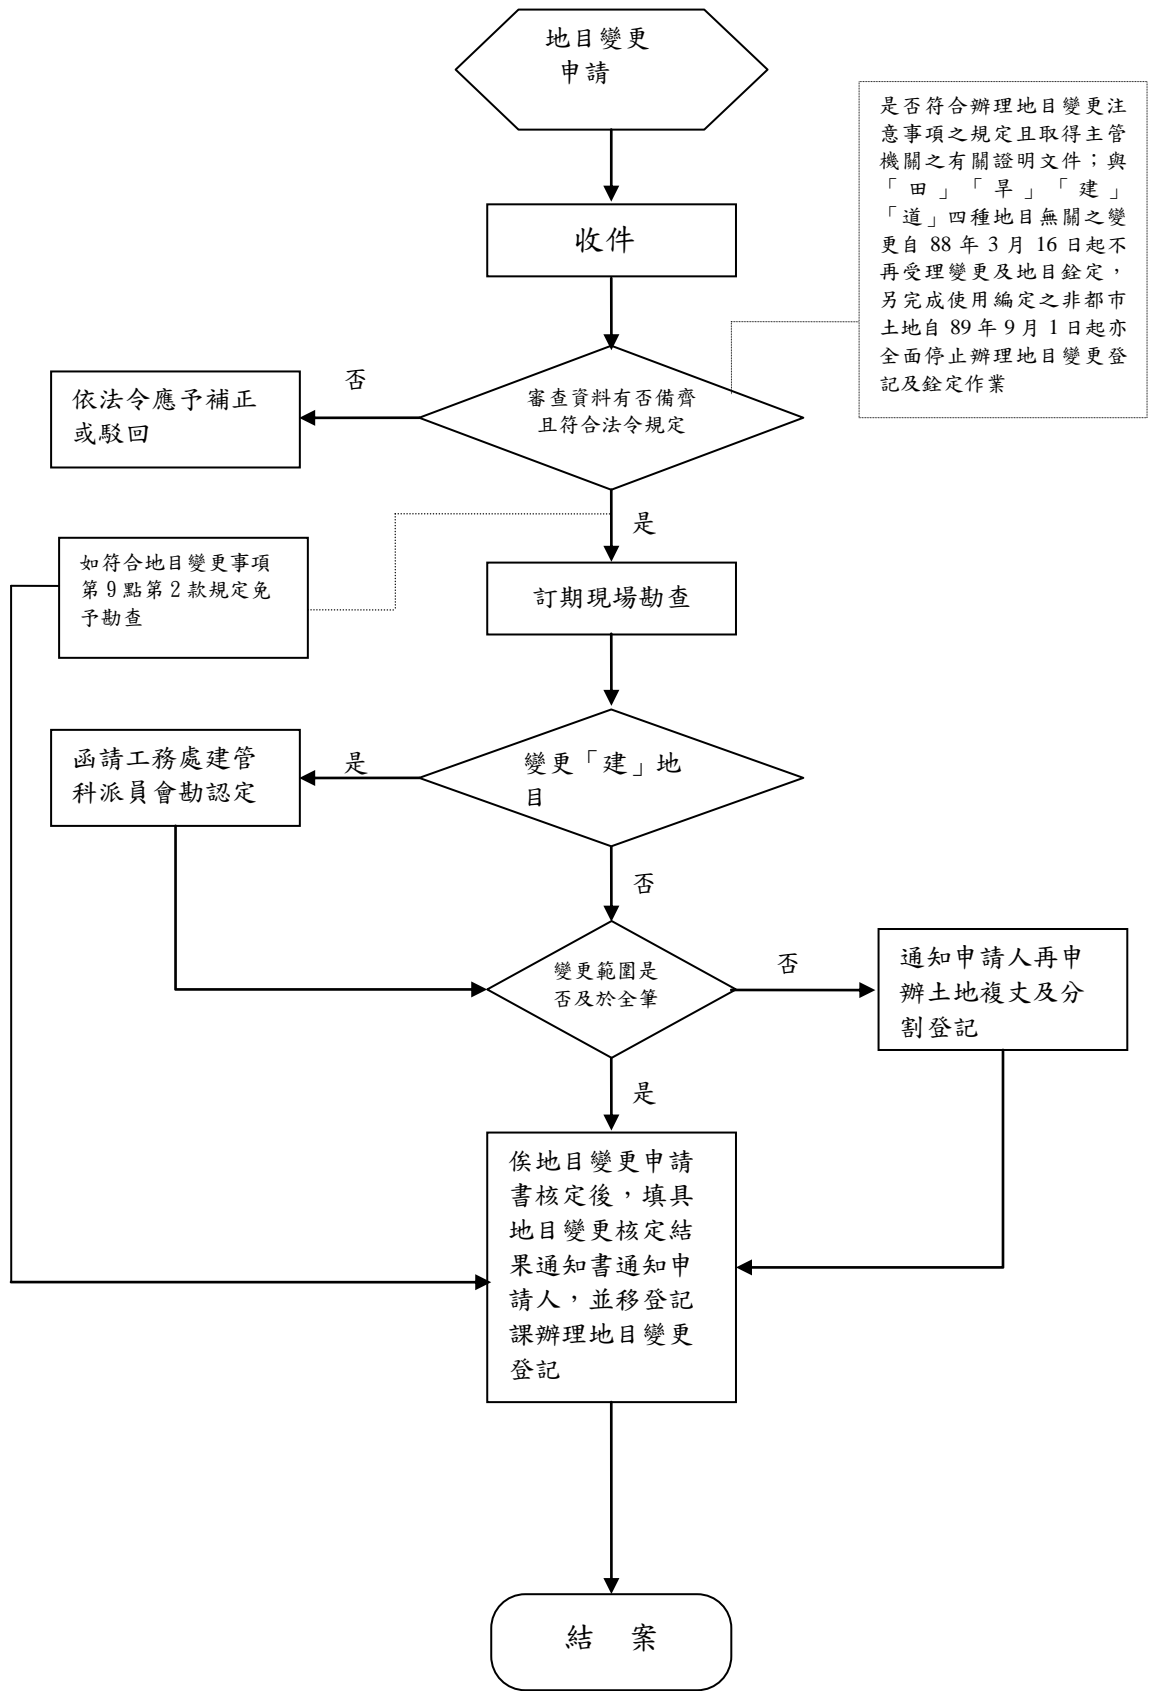 地目變更
申請
是否符合辦理地目變更注
意事項之規定且取得主管
機關之有關證明文件；與
「田」「旱」「建」
「道」四種地目無關之變
更自 88 年 3 月 16 日起不
再受理變更及地目銓定，
另完成使用編定之非都市
土地自 89 年 9 月 1 日起亦
全面停止辦理地目變更登
記及銓定作業
收件
否
審查資料有否備齊
且符合法令規定
依法令應予補正
或駁回
是
如符合地目變更事項
第 9 點第 2 款規定免
予勘查
訂期現場勘查
函請工務處建管
科派員會勘認定
是
變更「建」地
目
否
變更範圍是
否及於全筆
否
通知申請人再申
辦土地複丈及分
割登記
是
俟地目變更申請
書核定後，填具
地目變更核定結
果通知書通知申
請人，並移登記
課辦理地目變更
登記
結 案